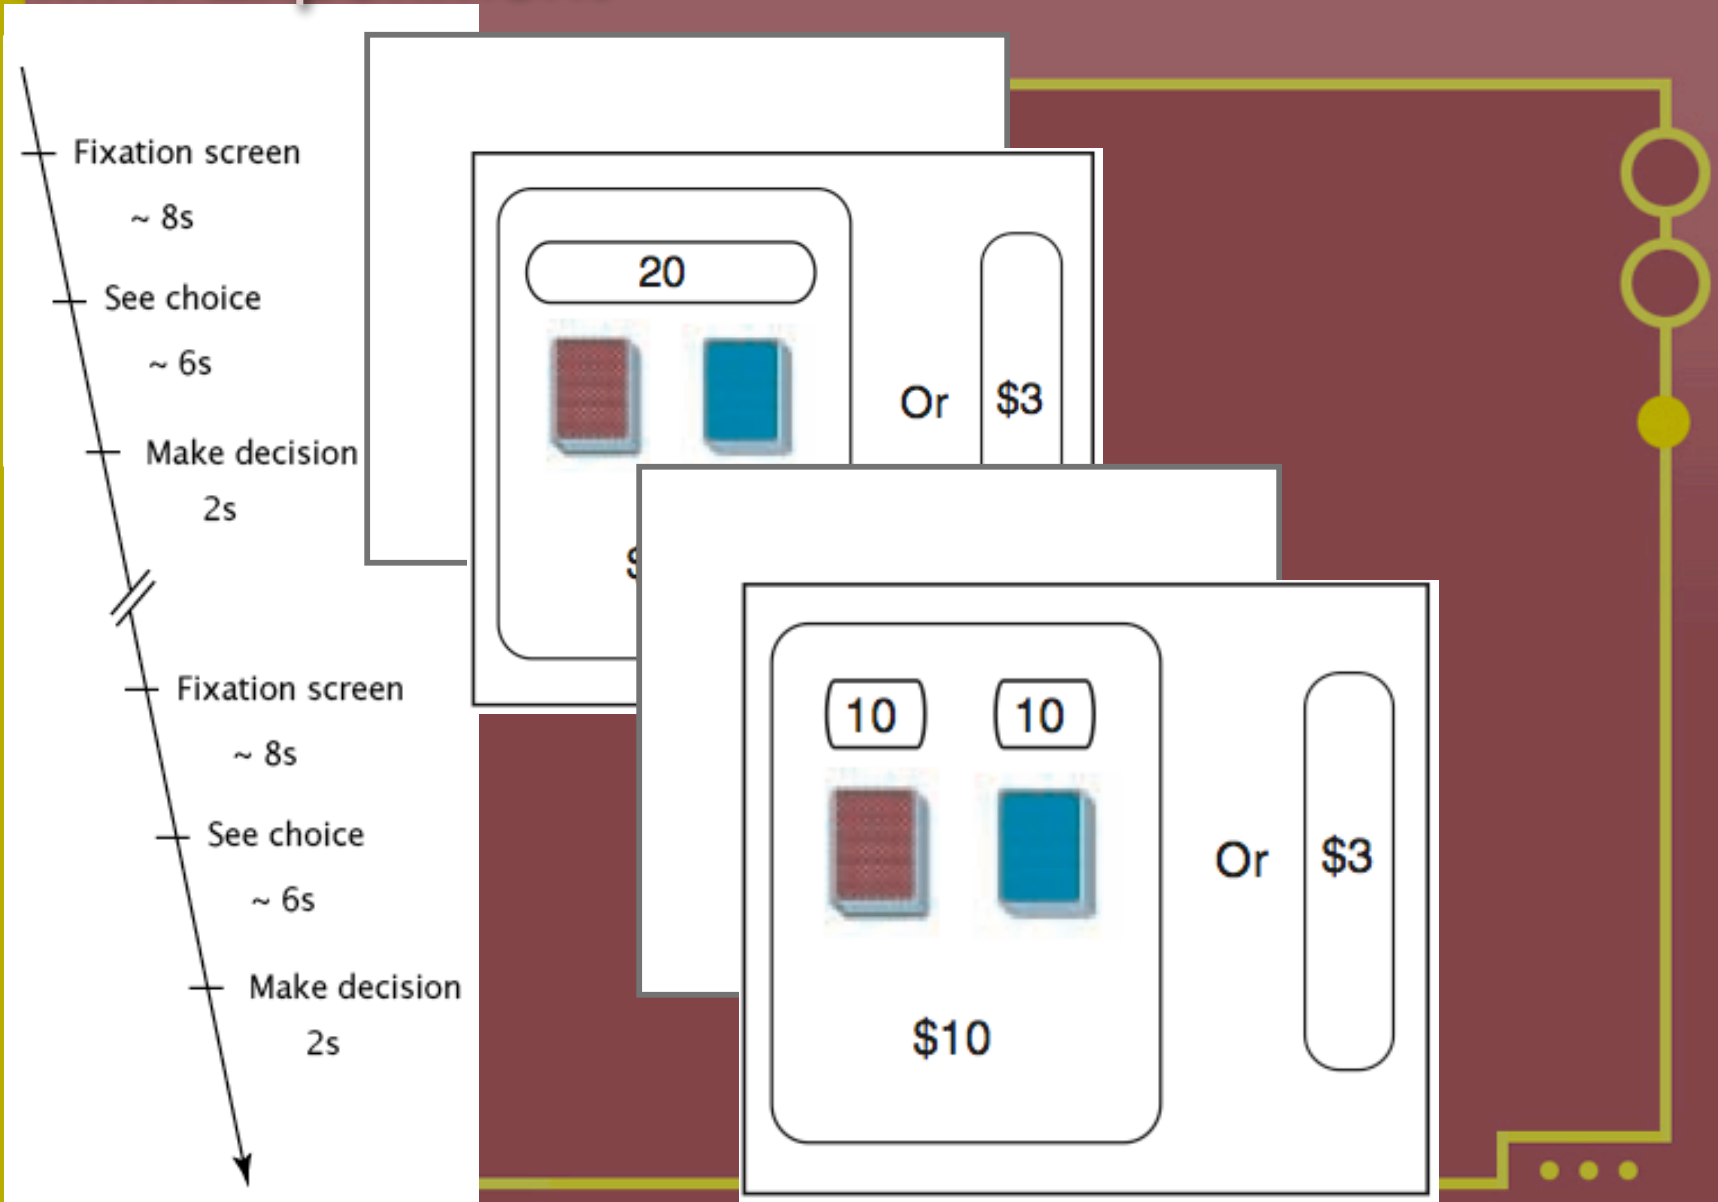 Fixation screen
~ 8s
See choice
~ 6s
Make decision
2s
Fixation screen
~ 8s
See choice
~ 6s
Make decision
2s
20
Or
$3
10 10
Or
$3
$10